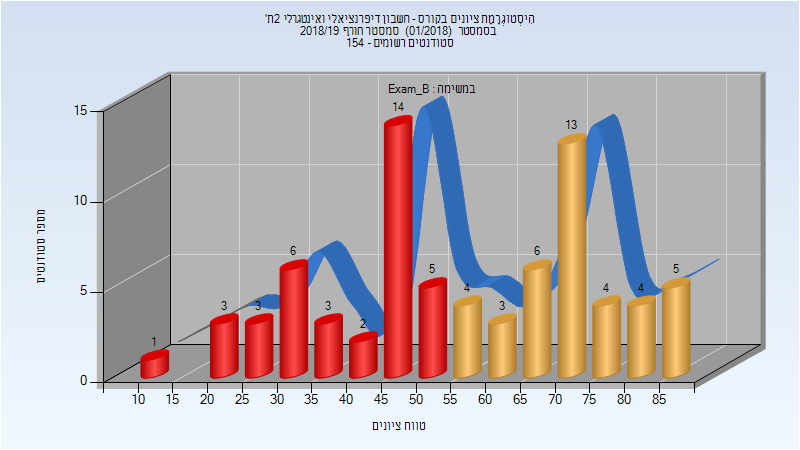 היסטוגרמת ציונים בקורס - חשבון דיפרנציאלי ואינטגרלי 2ת'
בסמסטר (01/2018) סמסטר חורף 2018/19
סטודנטים רשומים - 154
במשימה : Exam_B
מספר סטודנטים
15
10
5
0
1
3
3
6
3
2
14
5
4
3
6
13
4
4
5
10 15 20 25 30 35 40 45 50 55 60 65 70 75 80 85
טווח ציונים